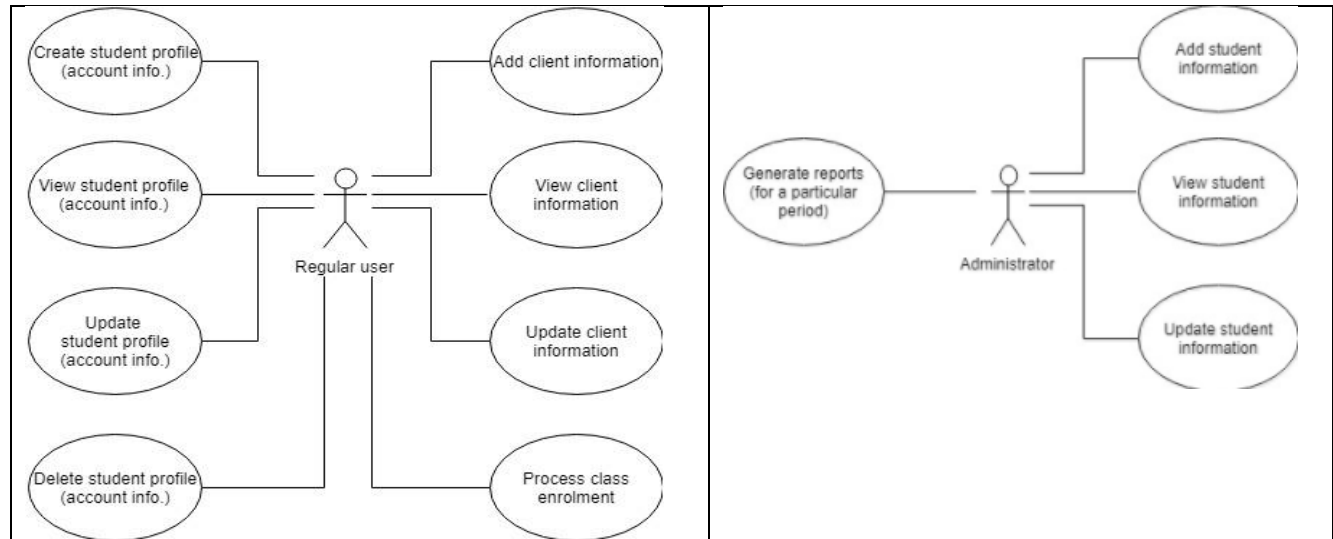 Create student profile
(account info.)
View student profile
(account info.)
Update
student profile
(account info.)
Delete student profile
(account info.)
Regular user
Add client information
View client
information
Update client
information
Process class
enrolment
Generate reports
(for a particular
period)
Administrator
Add student
information
View student
information
Update student
information